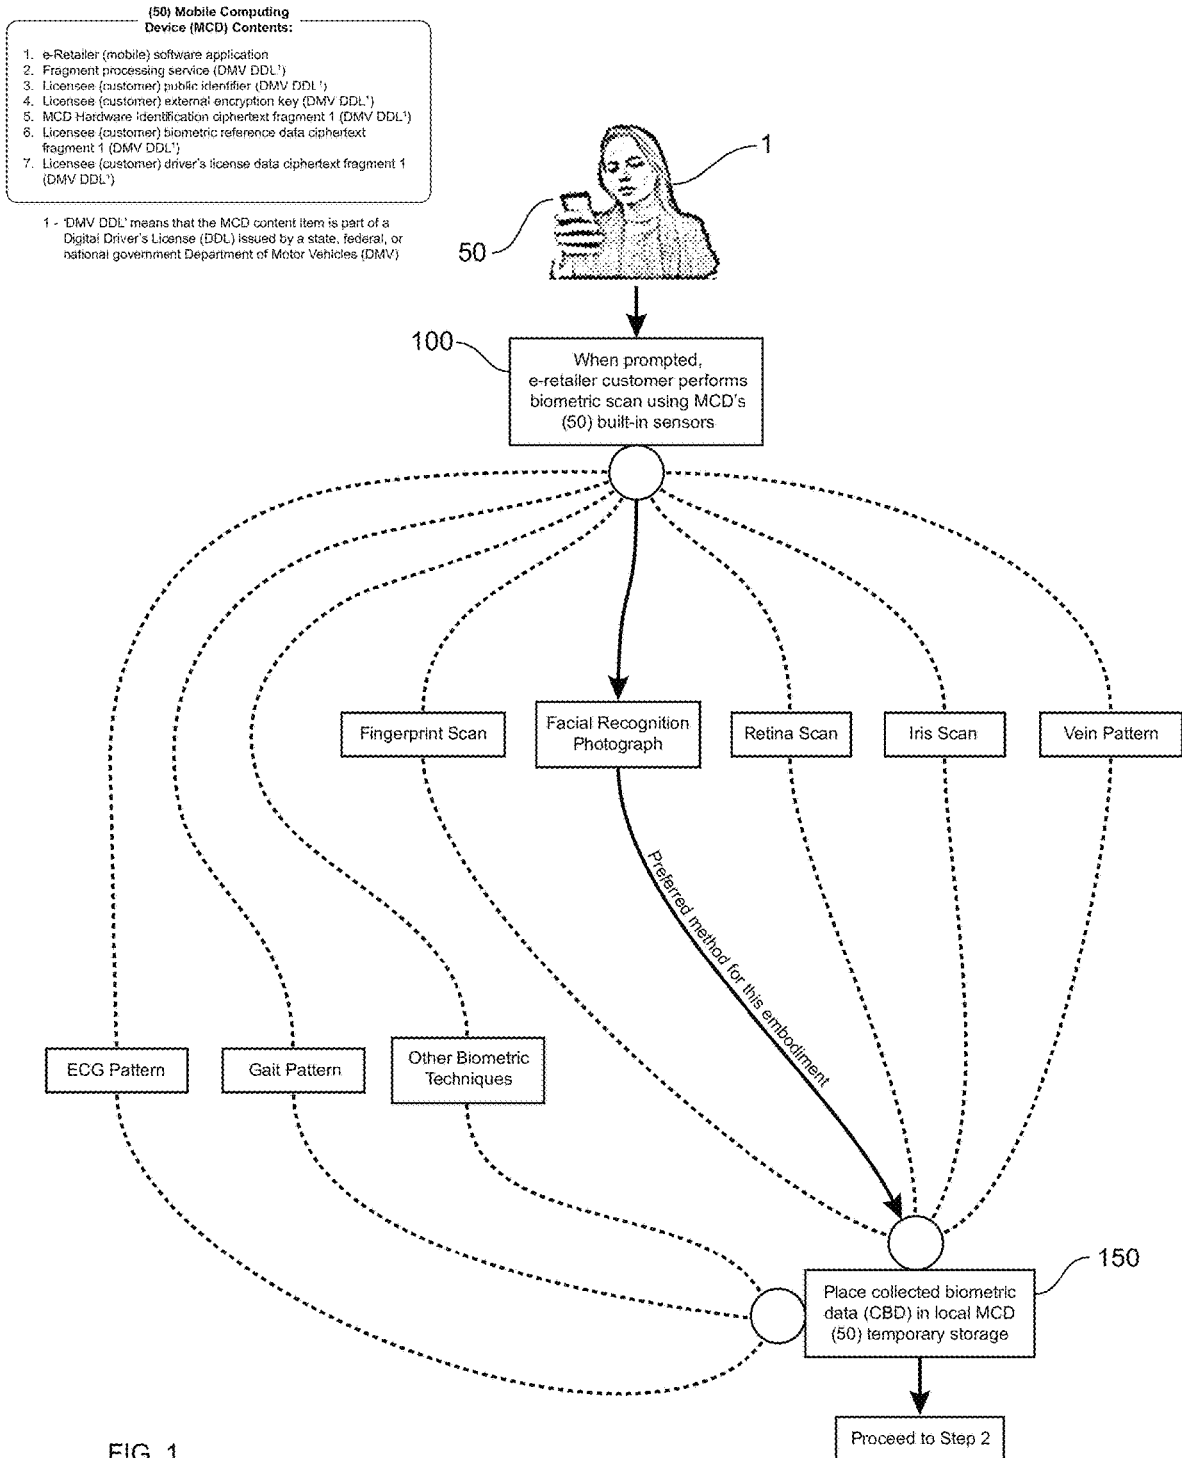 (50) Mobile Computing
Device (MCD) Contents:
1. e-Retailer (mobile) software application
2. Fragment processing service (DMV DDL¹)
3. Licensee (customer) public identifier (DMV DDL¹)
4. Licensee (customer) external encryption key (DMV DDL¹)
5. MCD Hardware Identification ciphertext fragment 1 (DMV DDL¹)
6. Licensee (customer) biometric reference data ciphertext
fragment 1 (DMV DDL¹)
7. Licensee (customer) driver's license data ciphertext fragment 1
(DMV DDL¹)
1 - 'DMV DDL' means that the MCD content item is part of a
Digital Driver's License (DDL) issued by a state, federal, or
national government Department of Motor Vehicles (DMV)
1
50
100
When prompted,
e-retailer customer performs
biometric scan using MCD's
(50) built-in sensors
Fingerprint Scan
Facial Recognition
Photograph
Retina Scan
Iris Scan
Vein Pattern
Preferred method for this embodiment
ECG Pattern
Gait Pattern
Other Biometric
Techniques
150
Place collected biometric
data (CBD) in local MCD
(50) temporary storage
Proceed to Step 2
FIG. 1